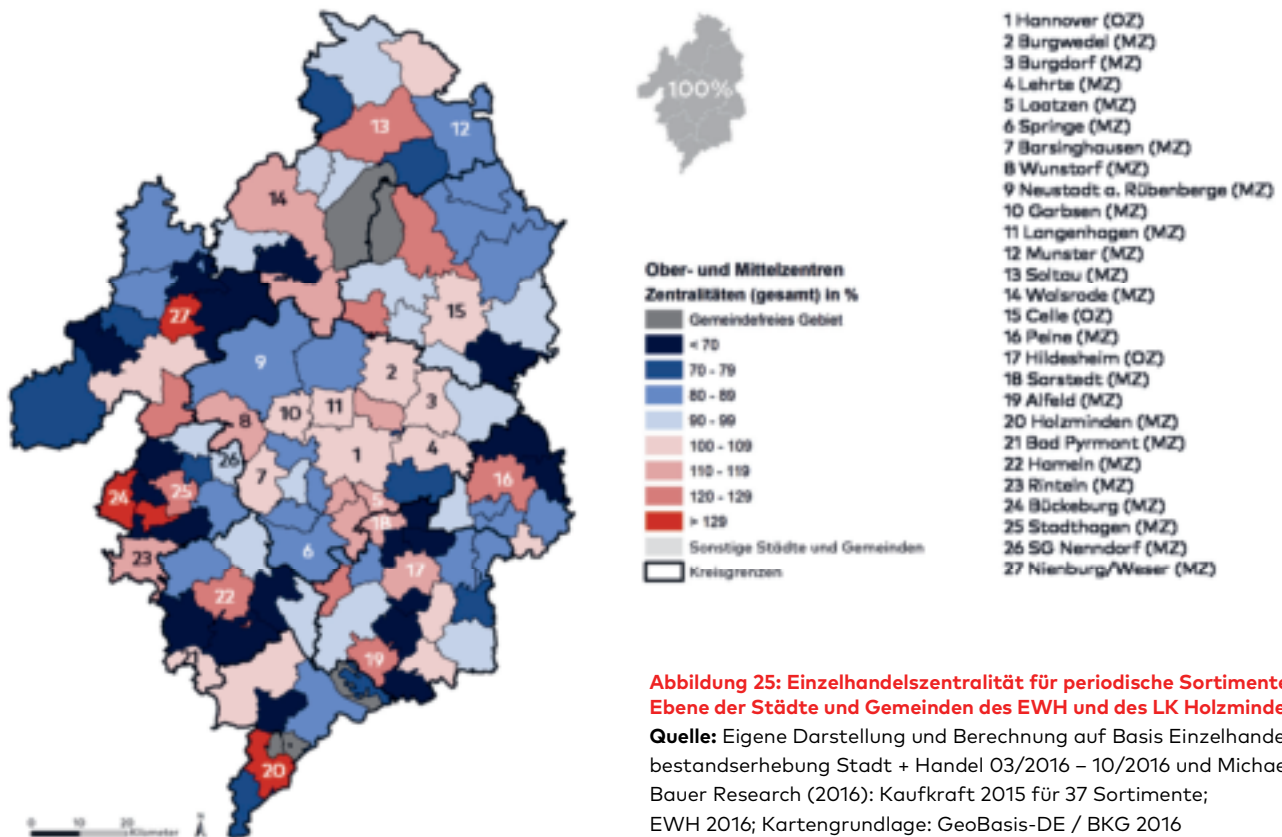 100%
1 Hannover (OZ)
2 Burgwedel (MZ)
3 Burgdorf (MZ)
4 Lehrte (MZ)
5 Laatzen (MZ)
6 Springe (MZ)
7 Barsinghausen (MZ)
8 Wunstorf (MZ)
9 Neustadt a. Rübenberge (MZ)
10 Garbsen (MZ)
11 Langenhagen (MZ)
12 Munster (MZ)
13 Soltau (MZ)
14 Walsrode (MZ)
15 Celle (OZ)
16 Peine (MZ)
17 Hildesheim (OZ)
18 Sarstedt (MZ)
19 Alfeld (MZ)
20 Holzminden (MZ)
21 Bad Pyrmont (MZ)
22 Hameln (MZ)
23 Rinteln (MZ)
24 Bückeburg (MZ)
25 Stadthagen (MZ)
26 SG Nenndorf (MZ)
27 Nienburg/Weser (MZ)
Ober- und Mittelzentren
Zentralitäten (gesamt) in %
Gemeindefreies Gebiet
< 70
70 - 79
80 - 89
90 - 99
100 - 109
110 - 119
120 - 129
> 129
Sonstige Städte und Gemeinden
Kreisgrenzen
13
12
14
15
27
9
2
3
10
11
8
1
4
26
7
16
24
25
5
18
6
23
17
22
19
20
0 10 20
Kilometer
Abbildung 25: Einzelhandelszentralität für periodische Sortimente
Ebene der Städte und Gemeinden des EWH und des LK Holzminde
Quelle: Eigene Darstellung und Berechnung auf Basis Einzelhande
bestandserhebung Stadt + Handel 03/2016 – 10/2016 und Michae
Bauer Research (2016): Kaufkraft 2015 für 37 Sortimente;
EWH 2016; Kartengrundlage: GeoBasis-DE / BKG 2016